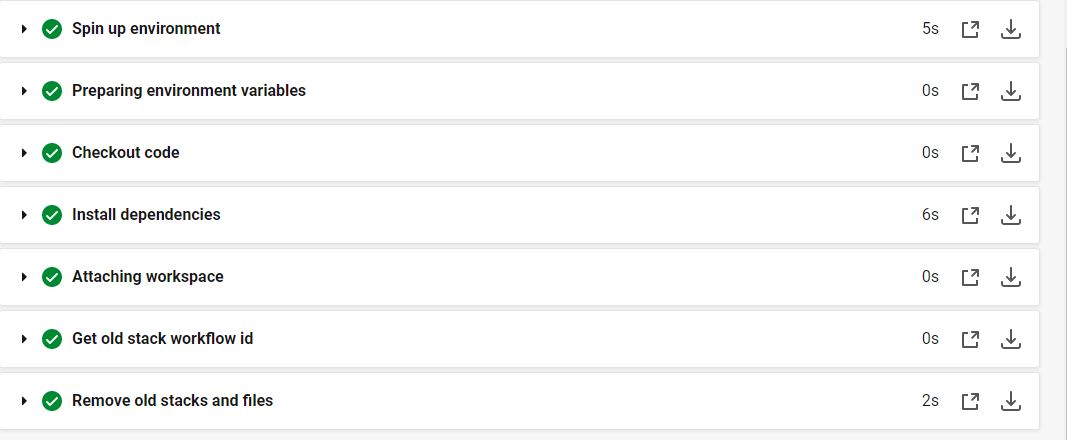 Spin up environment 5s
Preparing environment variables 0s
Checkout code 0s
Install dependencies 6s
Attaching workspace 0s
Get old stack workflow id 0s
Remove old stacks and files 2s